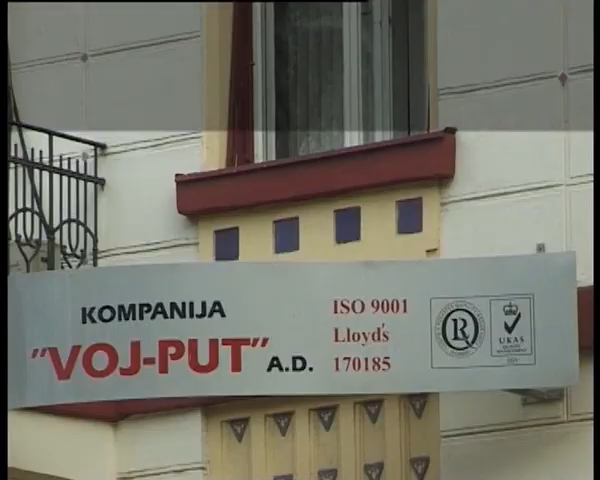 KOMPANIJA
"VOJ-PUT" A.D.
ISO 9001
Lloyd's
170185
R
UKAS